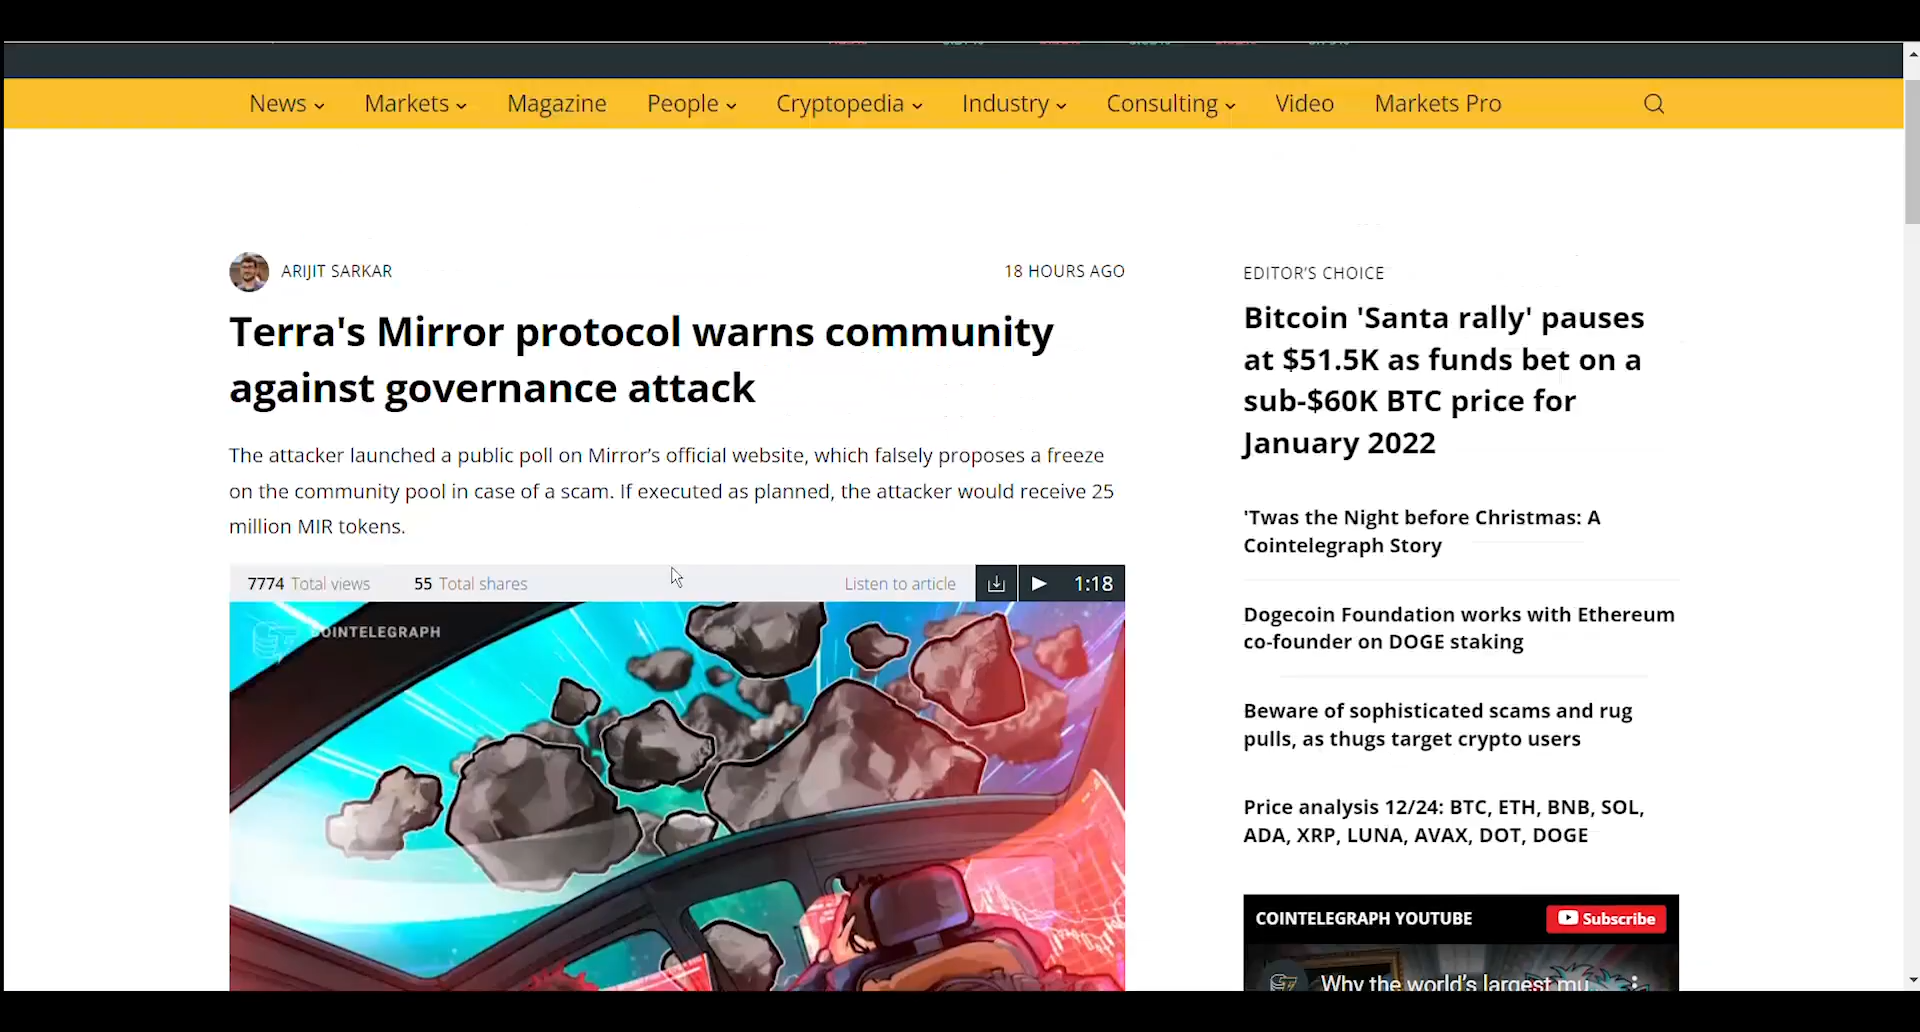 News Markets Magazine People Cryptopedia Industry Consulting Video Markets Pro
ARIJIT SARKAR
18 HOURS AGO
Terra's Mirror protocol warns community
against governance attack
The attacker launched a public poll on Mirror’s official website, which falsely proposes a freeze
on the community pool in case of a scam. If executed as planned, the attacker would receive 25
million MIR tokens.
7774 Total views 55 Total shares Listen to article 1:18
COINTELEGRAPH
EDITOR’S CHOICE
Bitcoin 'Santa rally' pauses
at $51.5K as funds bet on a
sub-$60K BTC price for
January 2022
'Twas the Night before Christmas: A
Cointelegraph Story
Dogecoin Foundation works with Ethereum
co-founder on DOGE staking
Beware of sophisticated scams and rug
pulls, as thugs target crypto users
Price analysis 12/24: BTC, ETH, BNB, SOL,
ADA, XRP, LUNA, AVAX, DOT, DOGE
COINTELEGRAPH YOUTUBE Subscribe
Why the world’s largest mu